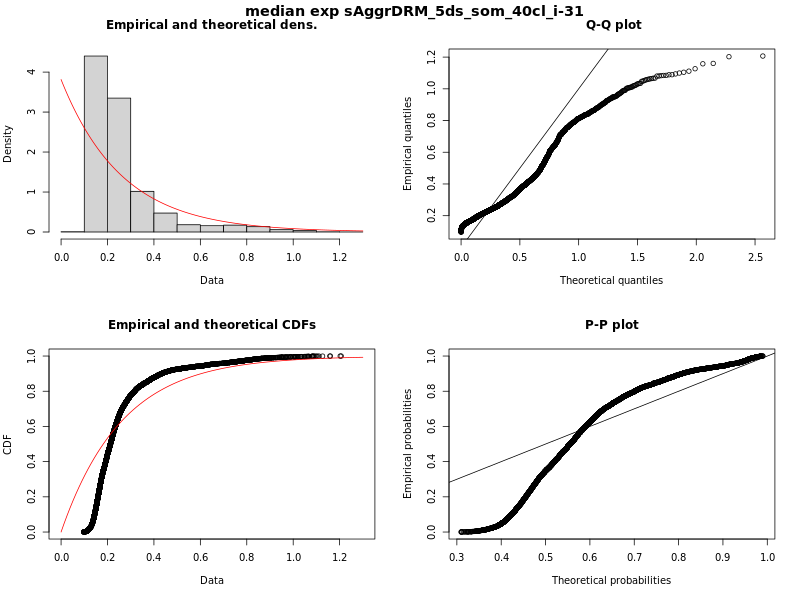 median exp sAggrDRM_5ds_som_40cl_i-31
Empirical and theoretical dens.
Density
0 1 2 3 4
0.0 0.2 0.4 0.6 0.8 1.0 1.2
Data
Q-Q plot
Empirical quantiles
0.2 0.4 0.6 0.8 1.0 1.2
0.0 0.5 1.0 1.5 2.0 2.5
Theoretical quantiles
Empirical and theoretical CDFs
CDF
0.0 0.2 0.4 0.6 0.8 1.0
0.0 0.2 0.4 0.6 0.8 1.0 1.2
Data
P-P plot
Empirical probabilities
0.0 0.2 0.4 0.6 0.8 1.0
0.3 0.4 0.5 0.6 0.7 0.8 0.9 1.0
Theoretical probabilities